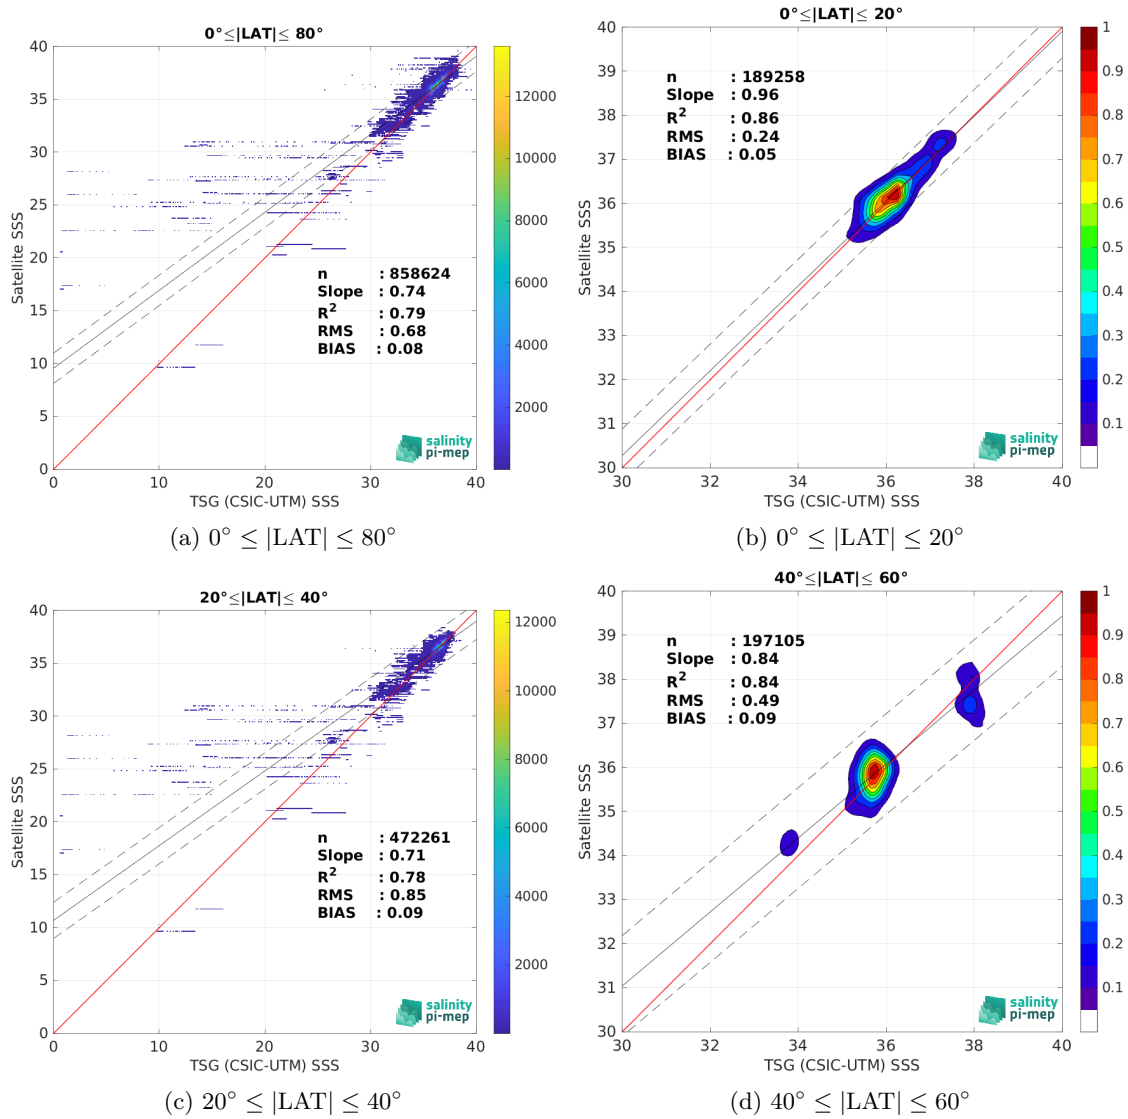 0°≤|LAT|≤ 80°
40
35
30
25
20
15
10
5
0
Satellite SSS
0
10
20
30
40
TSG (CSIC-UTM) SSS
n : 858624
Slope : 0.74
R² : 0.79
RMS : 0.68
BIAS : 0.08
salinity
pi-mep
12000
10000
8000
6000
4000
2000
(a) 0° ≤ |LAT| ≤ 80°
0°≤|LAT|≤ 20°
40
39
38
37
36
35
34
33
32
31
30
Satellite SSS
30
32
34
36
38
40
TSG (CSIC-UTM) SSS
n : 189258
Slope : 0.96
R² : 0.86
RMS : 0.24
BIAS : 0.05
salinity
pi-mep
1
0.9
0.8
0.7
0.6
0.5
0.4
0.3
0.2
0.1
(b) 0° ≤ |LAT| ≤ 20°
20°≤|LAT|≤ 40°
40
35
30
25
20
15
10
5
0
Satellite SSS
0
10
20
30
40
TSG (CSIC-UTM) SSS
n : 472261
Slope : 0.71
R² : 0.78
RMS : 0.85
BIAS : 0.09
salinity
pi-mep
12000
10000
8000
6000
4000
2000
(c) 20° ≤ |LAT| ≤ 40°
40°≤|LAT|≤ 60°
40
39
38
37
36
35
34
33
32
31
30
Satellite SSS
30
32
34
36
38
40
TSG (CSIC-UTM) SSS
n : 197105
Slope : 0.84
R² : 0.84
RMS : 0.49
BIAS : 0.09
salinity
pi-mep
1
0.9
0.8
0.7
0.6
0.5
0.4
0.3
0.2
0.1
(d) 40° ≤ |LAT| ≤ 60°